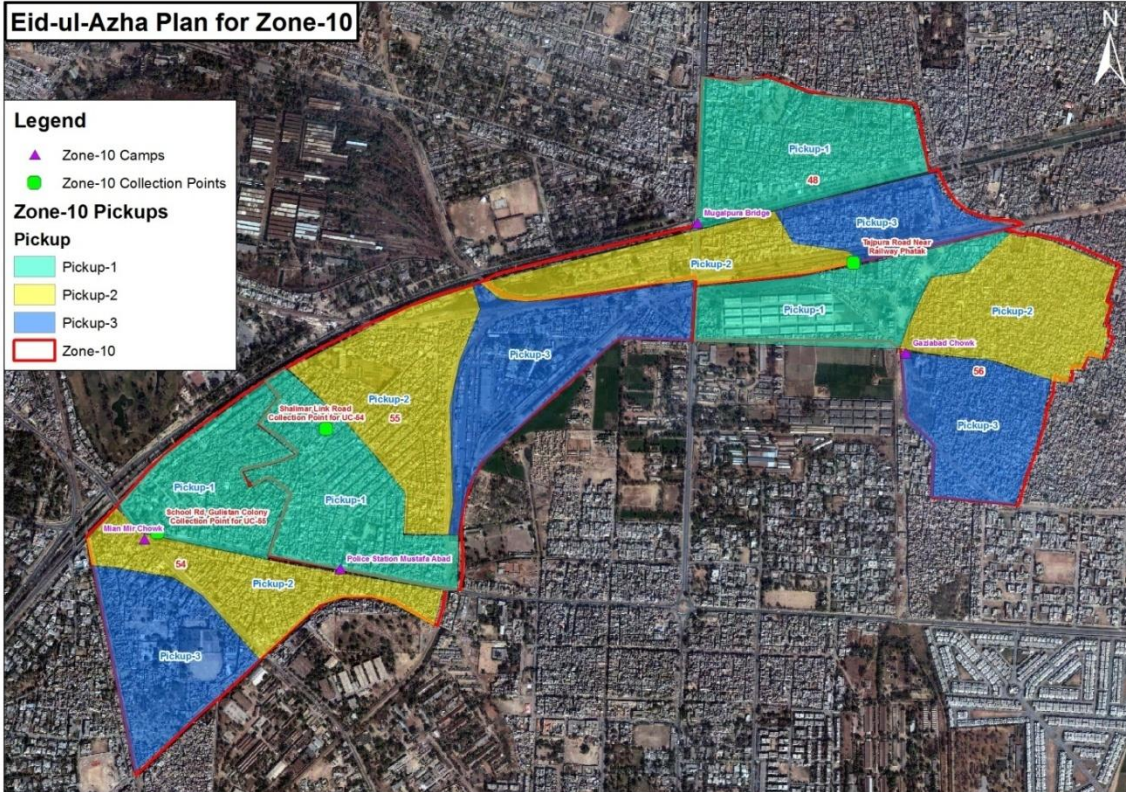 Eid-ul-Azha Plan for Zone-10
N
Legend
Zone-10 Camps
Zone-10 Collection Points
Zone-10 Pickups
Pickup
Pickup-1
Pickup-2
Pickup-3
Zone-10
Pickup-1
48
Mugalpura Bridge
Pickup-3
Tajpura Road Near
Railway Phatak
Pickup-2
Pickup-1
Pickup-2
Gaziabad Chowk
56
Pickup-3
Pickup-3
Pickup-2
55
Shalimar Link Road
Collection Point for UC-54
Pickup-1
Pickup-1
School Rd, Gulistan Colony
Collection Point for UC-55
Mian Mir Chowk
Police Station Mustafa Abad
54
Pickup-2
Pickup-3